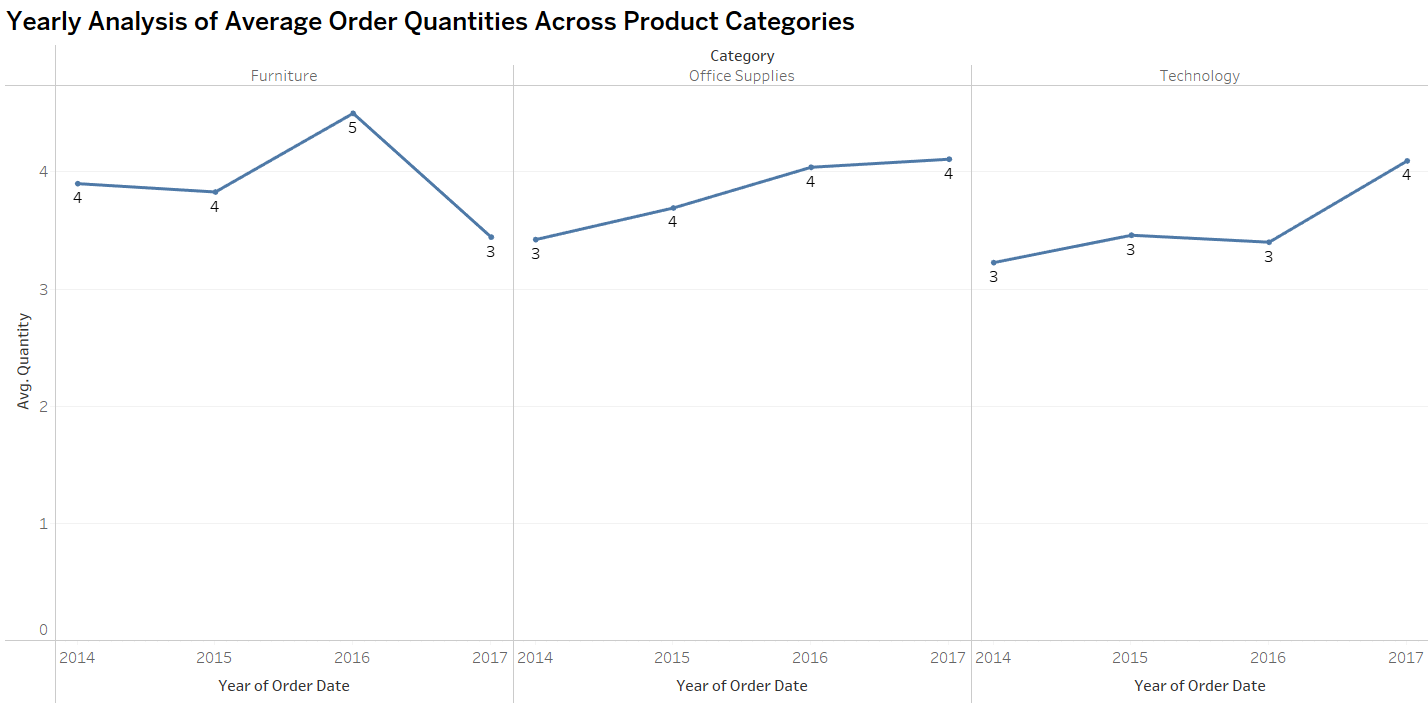 Yearly Analysis of Average Order Quantities Across Product Categories
Category
Furniture Office Supplies Technology
Avg. Quantity
4
3
2
1
0
4 4 5 3
3 4 4 4
3 3 3 4
2014 2015 2016 2017 2014 2015 2016 2017 2014 2015 2016 2017
Year of Order Date Year of Order Date Year of Order Date